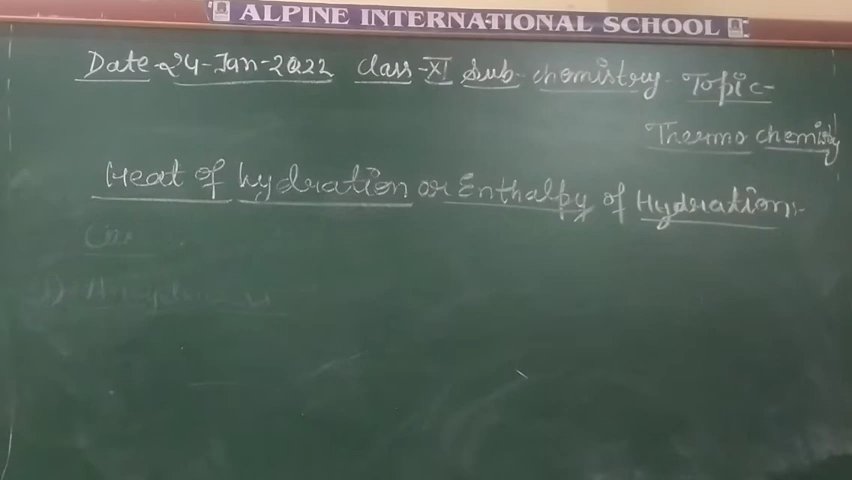 ALPINE INTERNATIONAL SCHOOL
Date-24-Jan-2022 Class-XI Sub-chemistry Topic-
Thermo chemistry
Heat of hydration or Enthalpy of Hydration:-